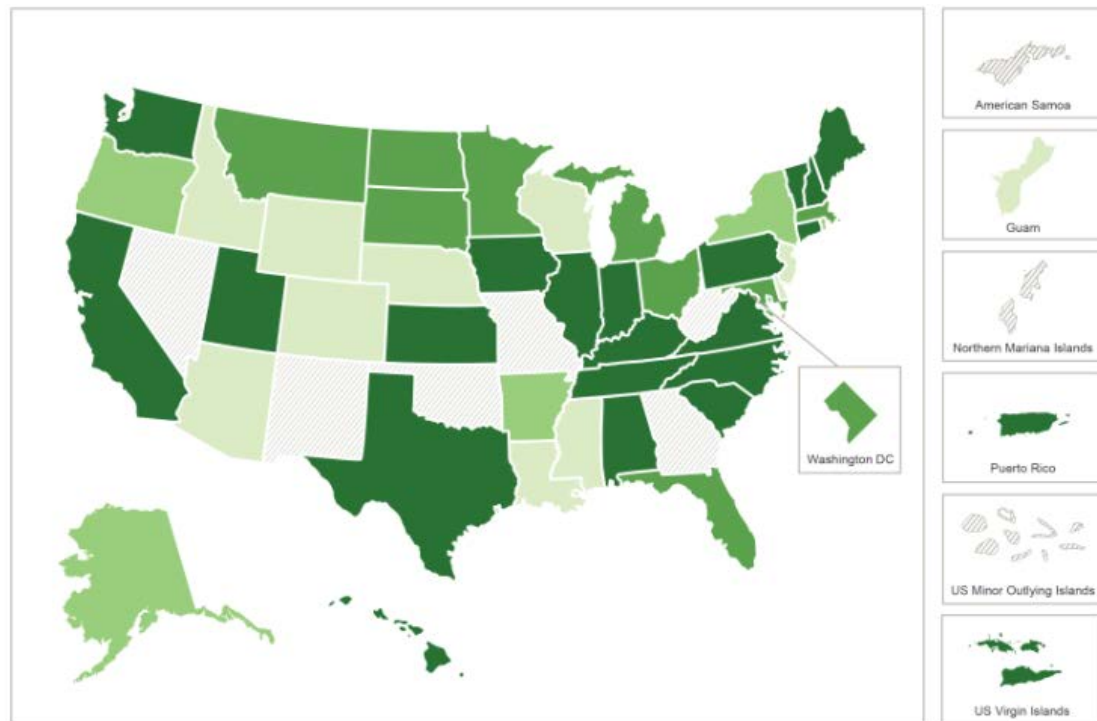 American Samoa
Guam
Northern Mariana Islands
Washington DC
Puerto Rico
US Minor Outlying Islands
US Virgin Islands